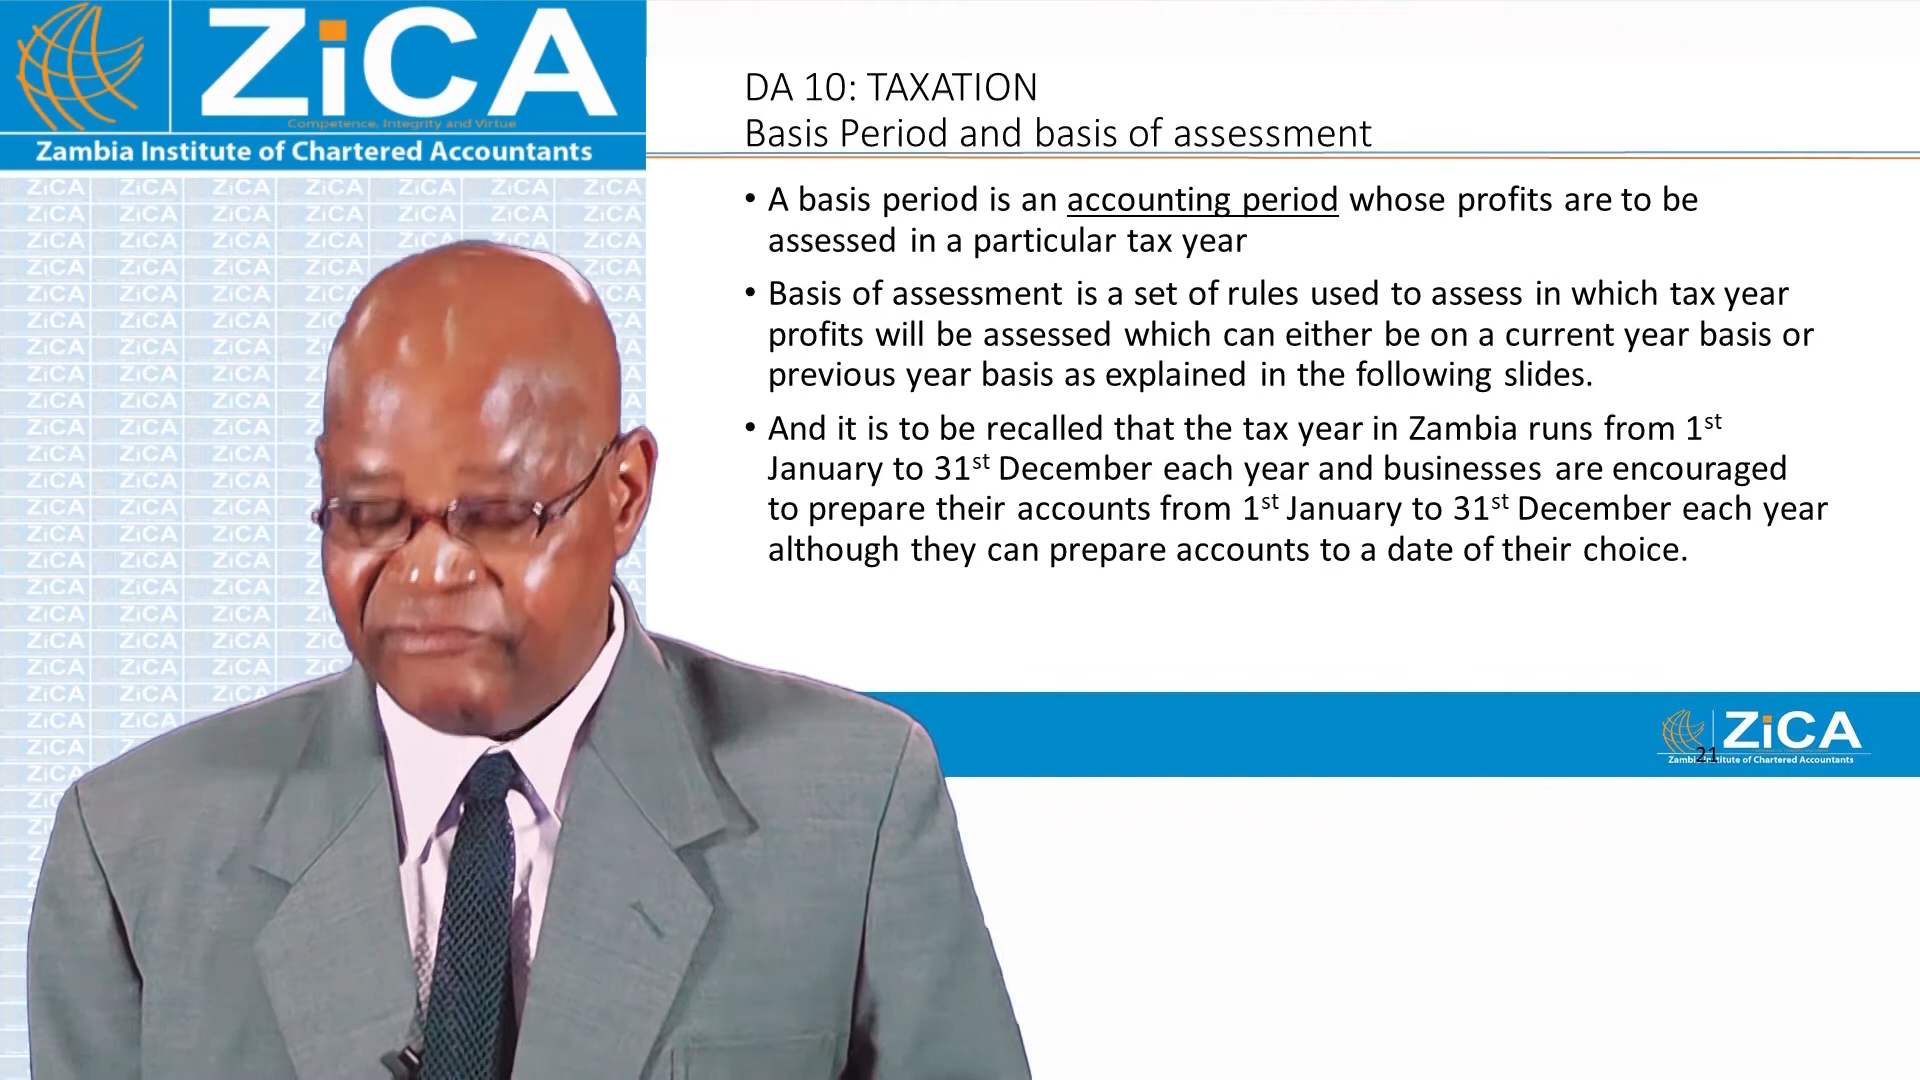 ZiCA
Competence, Integrity and Virtue
Zambia Institute of Chartered Accountants
DA 10: TAXATION
Basis Period and basis of assessment
• A basis period is an accounting period whose profits are to be
assessed in a particular tax year
• Basis of assessment is a set of rules used to assess in which tax year
profits will be assessed which can either be on a current year basis or
previous year basis as explained in the following slides.
• And it is to be recalled that the tax year in Zambia runs from 1st
January to 31st December each year and businesses are encouraged
to prepare their accounts from 1st January to 31st December each year
although they can prepare accounts to a date of their choice.
ZiCA
21
Zambia Institute of Chartered Accountants